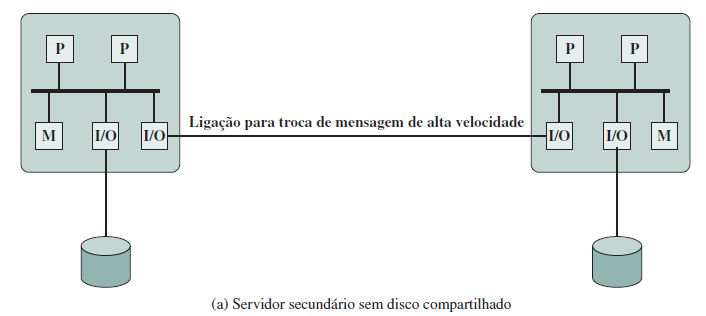 P P P P
Ligação para troca de mensagem de alta velocidade
M I/O I/O I/O I/O M
(a) Servidor secundário sem disco compartilhado